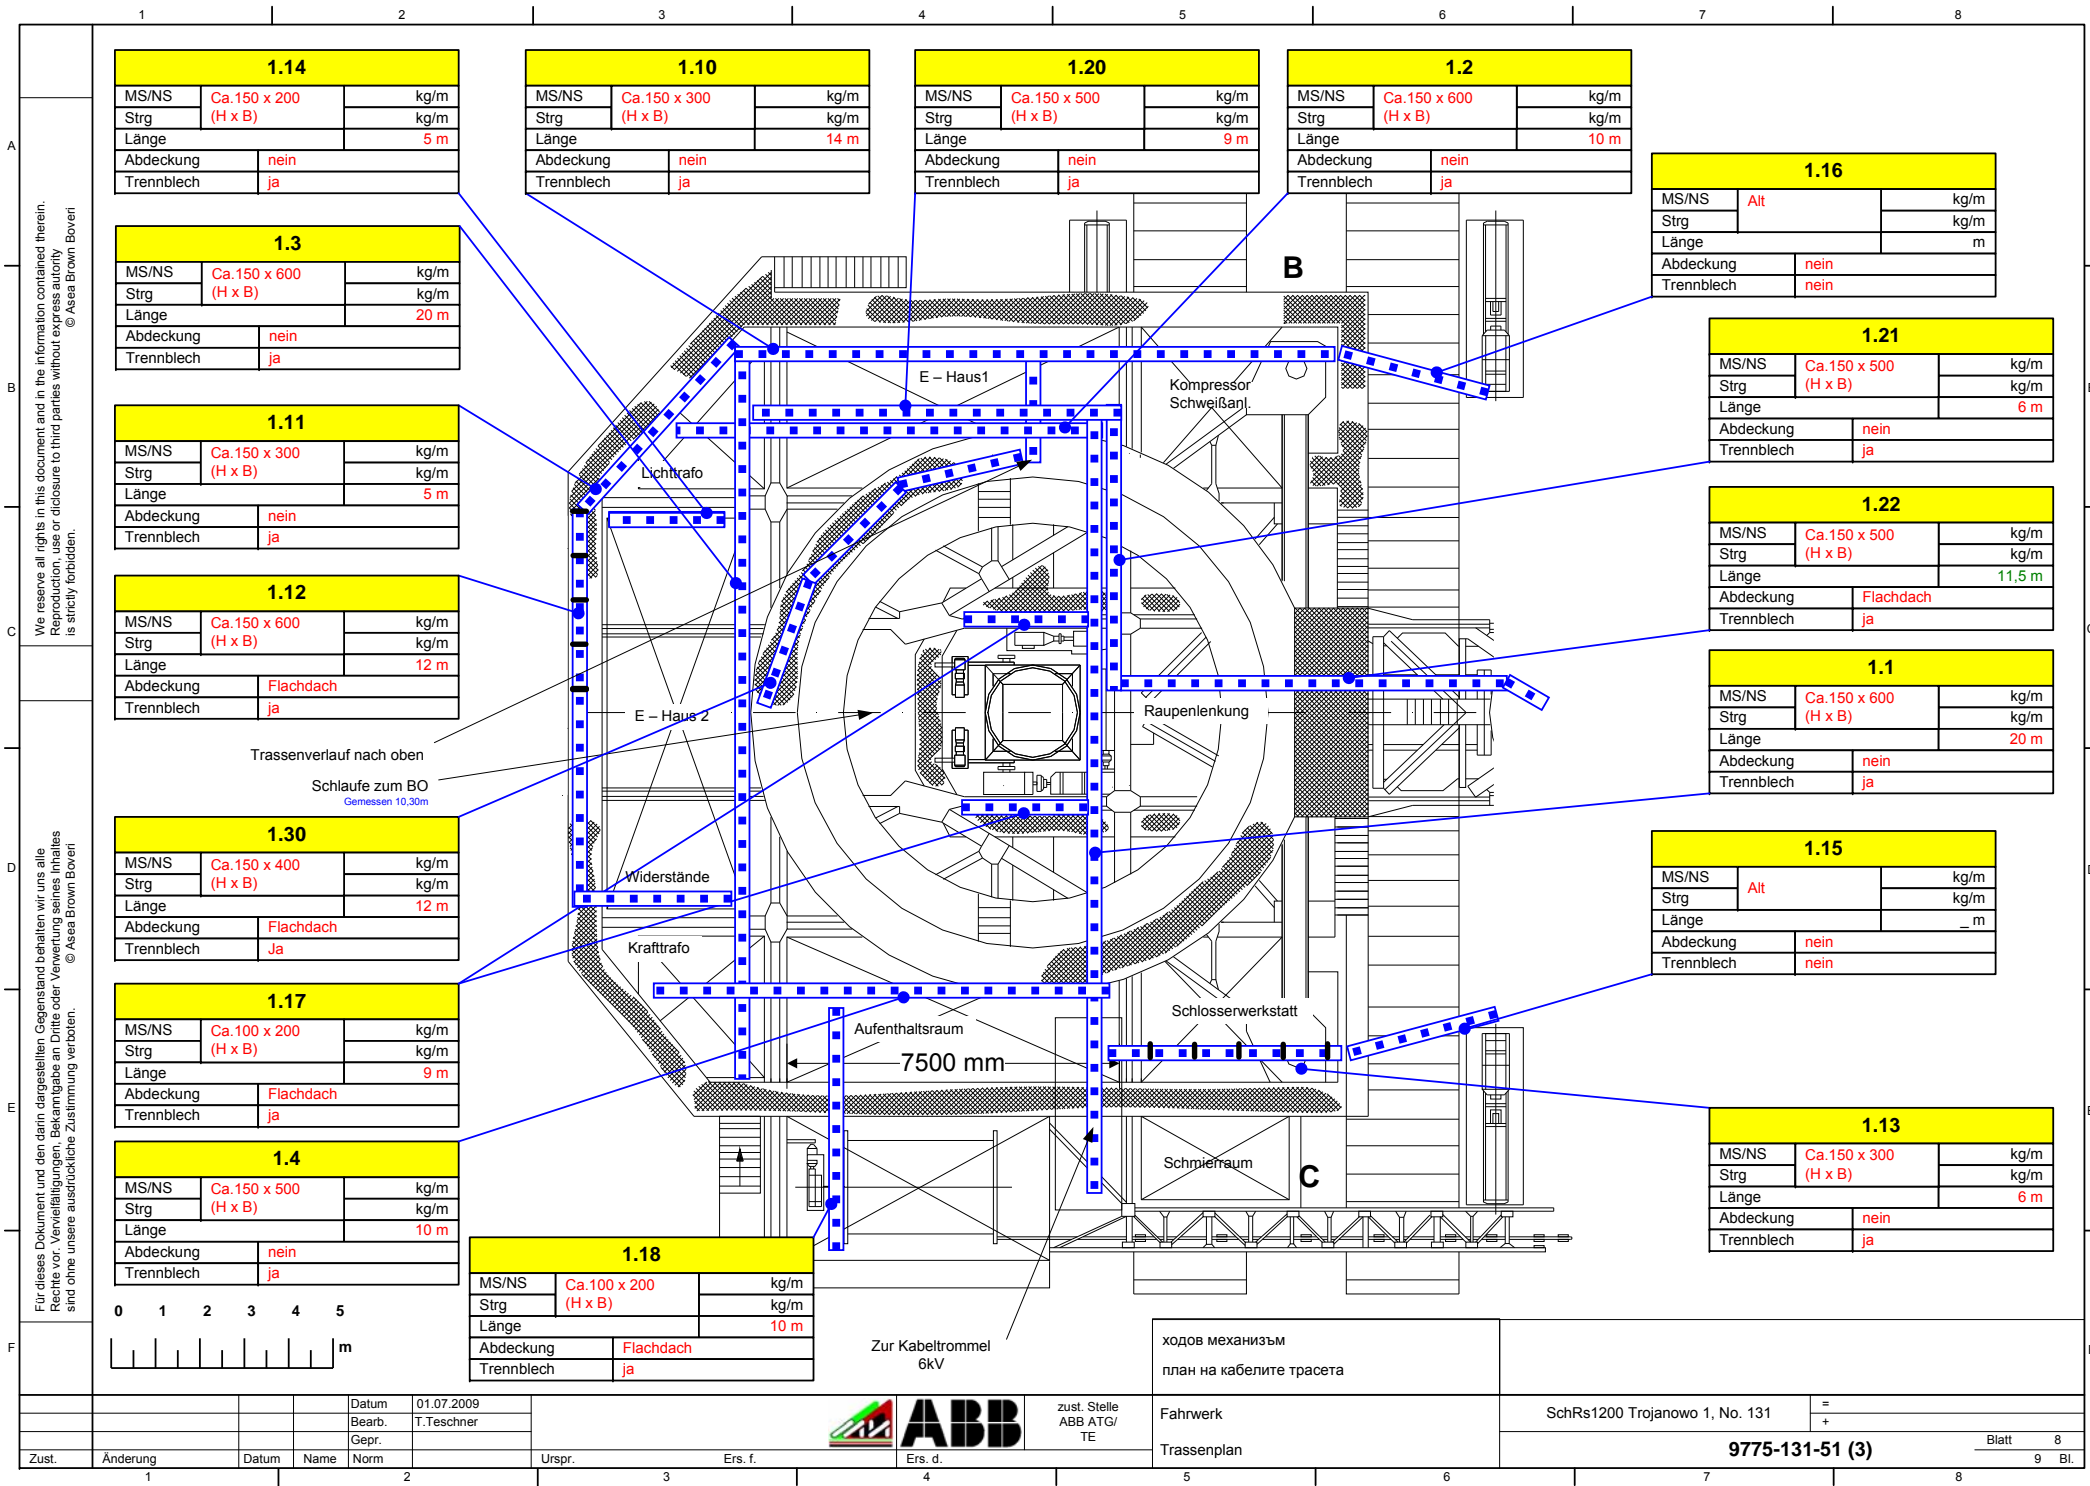 1 2 3 4 5 6 7 8
A
B
C
D
E
F
We reserve all rights in this document and in the information contained therein.
Reproduction, use or diclosure to third parties without express autority
is strictly forbidden.
© Asea Brown Boveri
Für dieses Dokument und den darin dargestellten Gegenstand behalten wir uns alle
Rechte vor. Vervielfältigungen, Bekanntgabe an Dritte oder Verwertung seines Inhaltes
sind ohne unsere ausdrückliche Zustimmung verboten.
© Asea Brown Boveri
1.14
MS/NS Ca.150 x 200 kg/m
Strg (H x B) kg/m
Länge 5 m
Abdeckung nein
Trennblech ja
1.10
MS/NS Ca.150 x 300 kg/m
Strg (H x B) kg/m
Länge 14 m
Abdeckung nein
Trennblech ja
1.20
MS/NS Ca.150 x 500 kg/m
Strg (H x B) kg/m
Länge 9 m
Abdeckung nein
Trennblech ja
1.2
MS/NS Ca.150 x 600 kg/m
Strg (H x B) kg/m
Länge 10 m
Abdeckung nein
Trennblech ja
1.16
MS/NS Alt kg/m
Strg kg/m
Länge m
Abdeckung nein
Trennblech nein
1.3
MS/NS Ca.150 x 600 kg/m
Strg (H x B) kg/m
Länge 20 m
Abdeckung nein
Trennblech ja
1.21
MS/NS Ca.150 x 500 kg/m
Strg (H x B) kg/m
Länge 6 m
Abdeckung nein
Trennblech ja
1.11
MS/NS Ca.150 x 300 kg/m
Strg (H x B) kg/m
Länge 5 m
Abdeckung nein
Trennblech ja
1.22
MS/NS Ca.150 x 500 kg/m
Strg (H x B) kg/m
Länge 11,5 m
Abdeckung Flachdach
Trennblech ja
1.12
MS/NS Ca.150 x 600 kg/m
Strg (H x B) kg/m
Länge 12 m
Abdeckung Flachdach
Trennblech ja
1.1
MS/NS Ca.150 x 600 kg/m
Strg (H x B) kg/m
Länge 20 m
Abdeckung nein
Trennblech ja
1.30
MS/NS Ca.150 x 400 kg/m
Strg (H x B) kg/m
Länge 12 m
Abdeckung Flachdach
Trennblech Ja
1.15
MS/NS Alt kg/m
Strg kg/m
Länge _ m
Abdeckung nein
Trennblech nein
1.17
MS/NS Ca.100 x 200 kg/m
Strg (H x B) kg/m
Länge 9 m
Abdeckung Flachdach
Trennblech ja
1.13
MS/NS Ca.150 x 300 kg/m
Strg (H x B) kg/m
Länge 6 m
Abdeckung nein
Trennblech ja
1.4
MS/NS Ca.150 x 500 kg/m
Strg (H x B) kg/m
Länge 10 m
Abdeckung nein
Trennblech ja
1.18
MS/NS Ca.100 x 200 kg/m
Strg (H x B) kg/m
Länge 10 m
Abdeckung Flachdach
Trennblech ja
B
E – Haus1
Kompressor
Schweißanl.
Lichttrafo
E – Haus 2
Raupenlenkung
Trassenverlauf nach oben
Schlaufe zum BO
Gemessen 10,30m
Widerstände
Krafttrafo
Aufenthaltsraum
Schlosserwerkstatt
7500 mm
Schmierraum
C
Zur Kabeltrommel
6kV
0 1 2 3 4 5
m
ходов механизъм
план на кабелите трасета
Datum 01.07.2009
Bearb. T.Teschner
Gepr.
Zust. Änderung Datum Name Norm
Urspr. Ers. f. Ers. d.
ABB
zust. Stelle
ABB ATG/
TE
Fahrwerk
Trassenplan
SchRs1200 Trojanowo 1, No. 131
=
+
9775-131-51 (3)
Blatt 8
9 Bl.
1 2 3 4 5 6 7 8